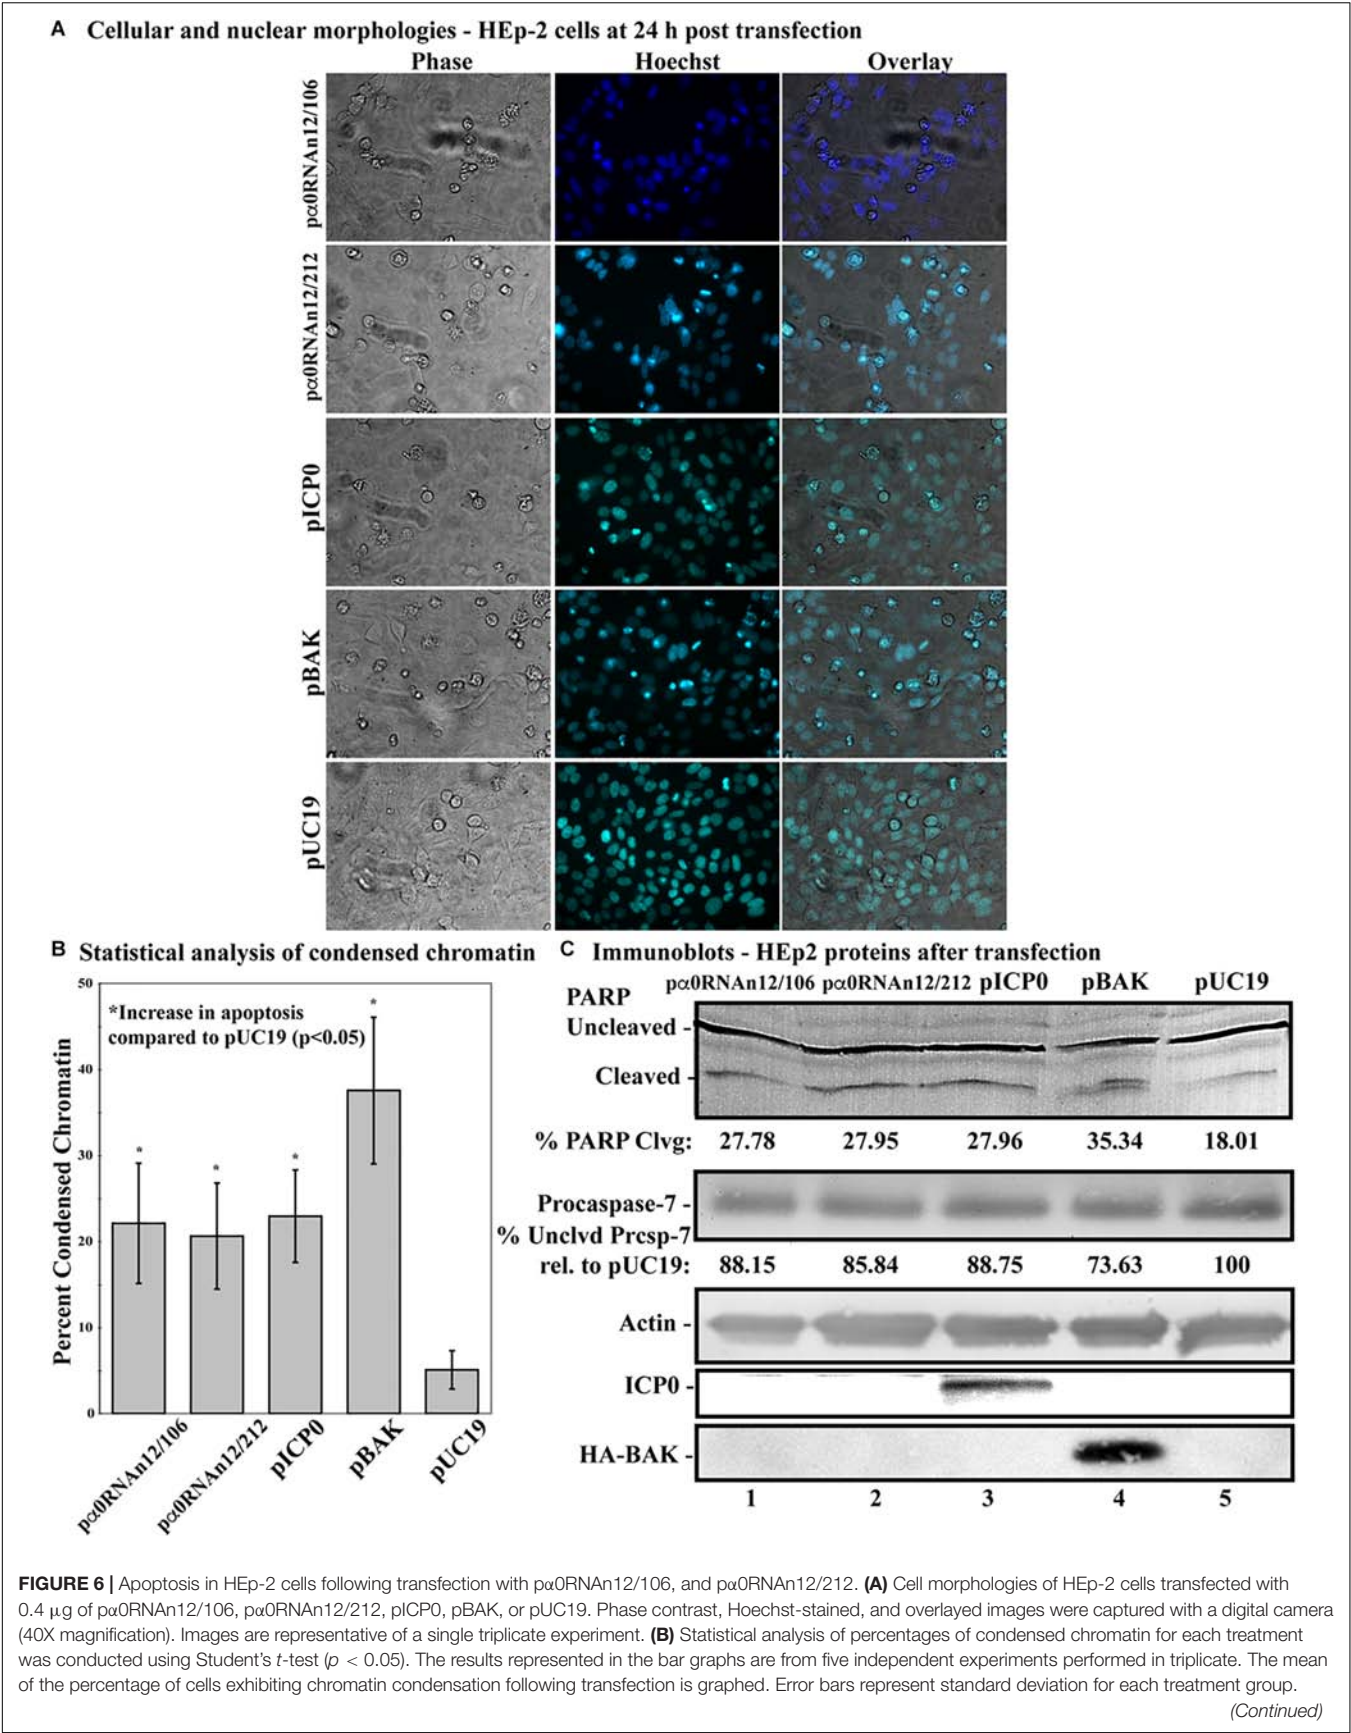 A Cellular and nuclear morphologies - HEp-2 cells at 24 h post transfection
Phase Hoechst Overlay
pα0RNAn12/106
pα0RNAn12/212
pICP0
pBAK
pUC19
B Statistical analysis of condensed chromatin
50
40
30
20
10
0
Percent Condensed Chromatin
*Increase in apoptosis
compared to pUC19 (p<0.05)
*
*
*
*
pα0RNAn12/106
pα0RNAn12/212
pICP0
pBAK
pUC19
C Immunoblots - HEp2 proteins after transfection
pα0RNAn12/106 pα0RNAn12/212 pICP0 pBAK pUC19
PARP
Uncleaved -
Cleaved -
% PARP Clvg: 27.78 27.95 27.96 35.34 18.01
Procaspase-7 -
% Unclvd Prcsp-7
rel. to pUC19: 88.15 85.84 88.75 73.63 100
Actin -
ICP0 -
HA-BAK -
1 2 3 4 5
FIGURE 6 | Apoptosis in HEp-2 cells following transfection with pα0RNAn12/106, and pα0RNAn12/212. (A) Cell morphologies of HEp-2 cells transfected with
0.4 μg of pα0RNAn12/106, pα0RNAn12/212, pICP0, pBAK, or pUC19. Phase contrast, Hoechst-stained, and overlayed images were captured with a digital camera
(40X magnification). Images are representative of a single triplicate experiment. (B) Statistical analysis of percentages of condensed chromatin for each treatment
was conducted using Student's t-test (p < 0.05). The results represented in the bar graphs are from five independent experiments performed in triplicate. The mean
of the percentage of cells exhibiting chromatin condensation following transfection is graphed. Error bars represent standard deviation for each treatment group.
(Continued)